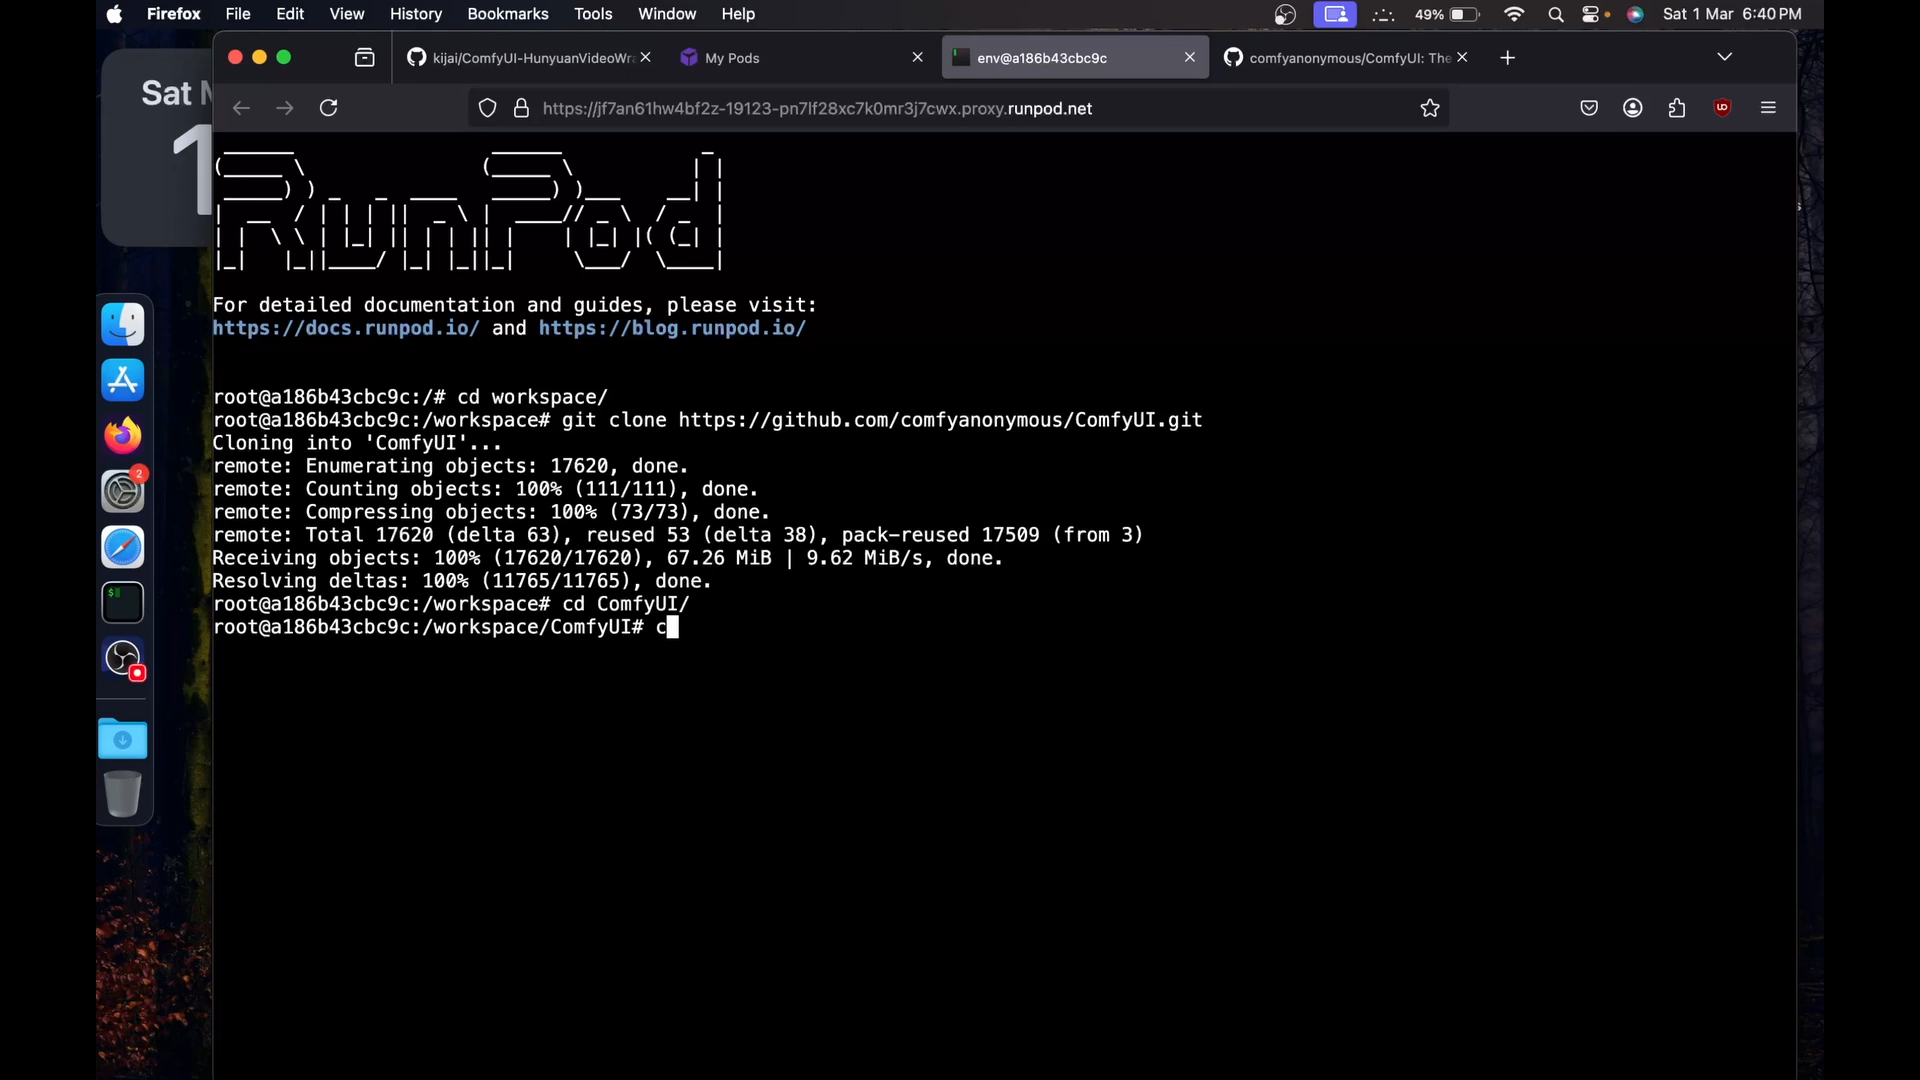 Firefox File Edit View History Bookmarks Tools Window Help 49% Sat 1 Mar 6:40 PM
Sat
1
kijai/ComfyUI-HunyuanVideoWr My Pods env@a186b43cbc9c comfyanonymous/ComfyUI: The
https://jf7an61hw4bf2z-19123-pn7lf28xc7k0mr3j7cwx.proxy.runpod.net
RunPod
For detailed documentation and guides, please visit:
https://docs.runpod.io/ and https://blog.runpod.io/
root@a186b43cbc9c:/# cd workspace/
root@a186b43cbc9c:/workspace# git clone https://github.com/comfyanonymous/ComfyUI.git
Cloning into 'ComfyUI'...
remote: Enumerating objects: 17620, done.
remote: Counting objects: 100% (111/111), done.
remote: Compressing objects: 100% (73/73), done.
remote: Total 17620 (delta 63), reused 53 (delta 38), pack-reused 17509 (from 3)
Receiving objects: 100% (17620/17620), 67.26 MiB | 9.62 MiB/s, done.
Resolving deltas: 100% (11765/11765), done.
root@a186b43cbc9c:/workspace# cd ComfyUI/
root@a186b43cbc9c:/workspace/ComfyUI# c
2